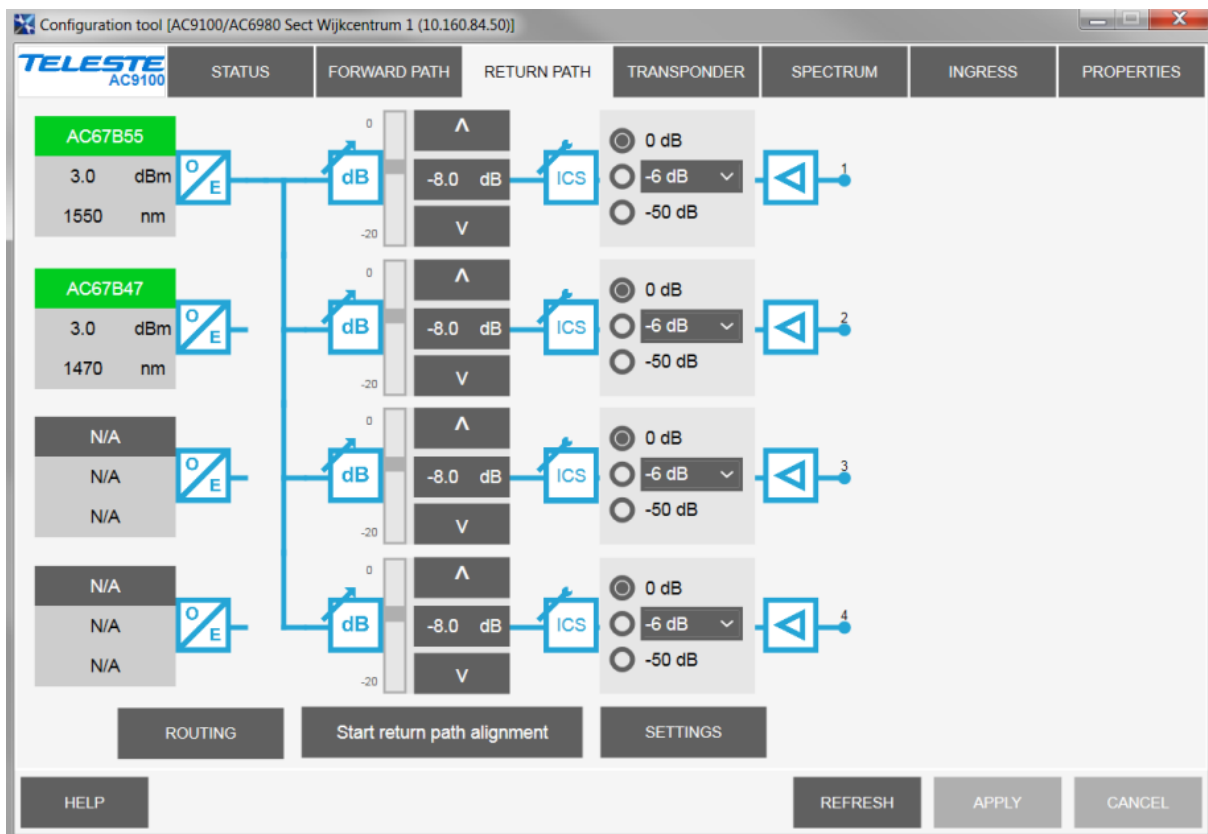 Configuration tool [AC9100/AC6980 Sect Wijkcentrum 1 (10.160.84.50)]
X
TELESTE
AC9100
STATUS
FORWARD PATH
RETURN PATH
TRANSPONDER
SPECTRUM
INGRESS
PROPERTIES
AC67B55
3.0 dBm
1550 nm
O
E
0
dB
-20
-8.0 dB
ICS
0 dB
-6 dB
-50 dB
1
AC67B47
3.0 dBm
1470 nm
O
E
0
dB
-20
-8.0 dB
ICS
0 dB
-6 dB
-50 dB
2
N/A
N/A
N/A
O
E
0
dB
-20
-8.0 dB
ICS
0 dB
-6 dB
-50 dB
3
N/A
N/A
N/A
O
E
0
dB
-20
-8.0 dB
ICS
0 dB
-6 dB
-50 dB
4
ROUTING
Start return path alignment
SETTINGS
HELP
REFRESH
APPLY
CANCEL